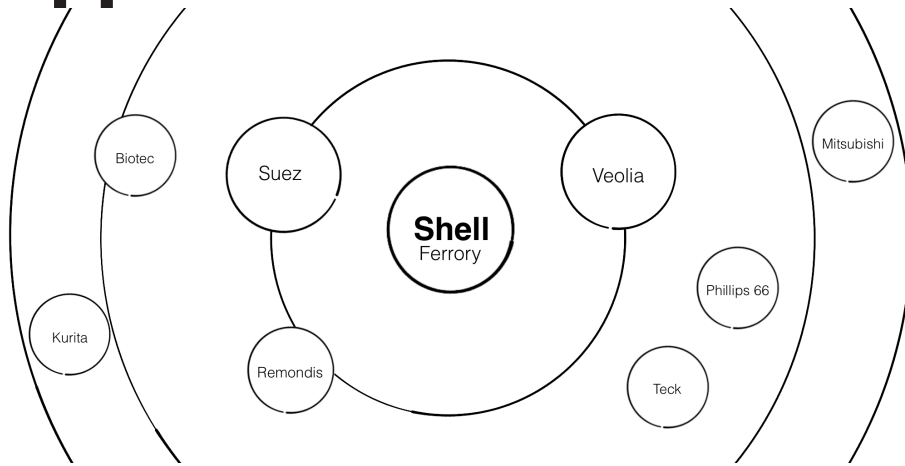 Biotec
Suez
Veolia
Mitsubishi
Shell
Ferrory
Phillips 66
Kurita
Remondis
Teck